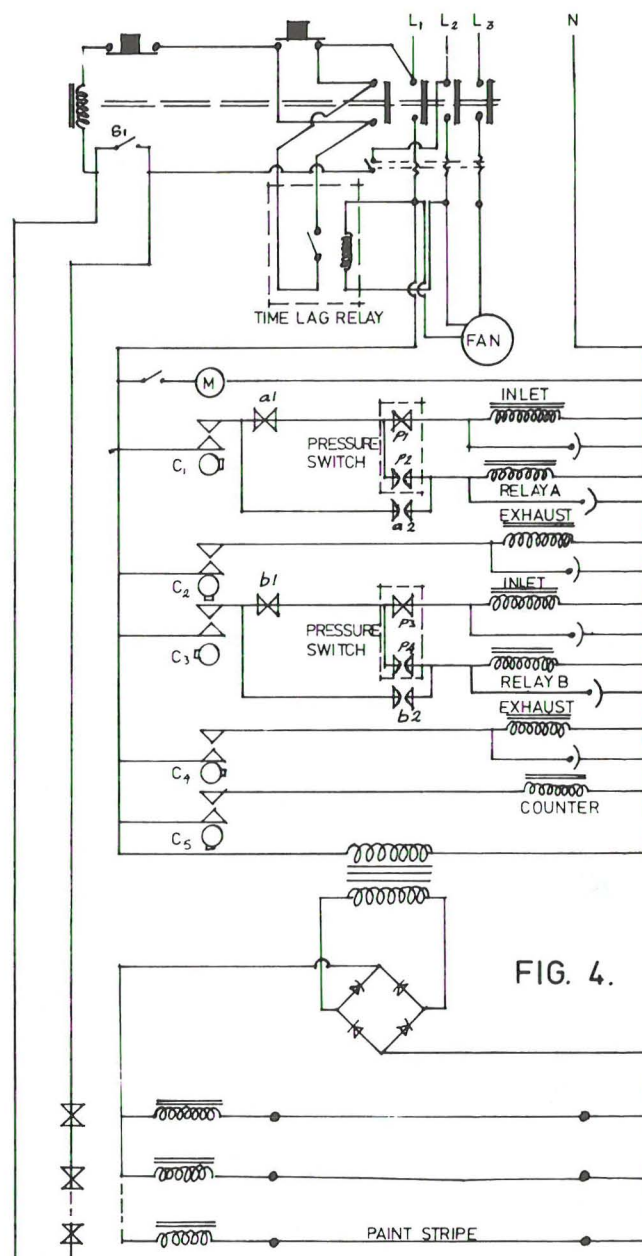 L1 L2 L3 N
S1
TIME LAG RELAY
FAN
M
INLET
a1
PRESSURE
SWITCH
P1
C1
P2
RELAY A
a2
EXHAUST
C2
INLET
b1
PRESSURE
SWITCH
P3
C3
P4
RELAY B
b2
EXHAUST
C4
COUNTER
C5
FIG. 4.
PAINT STRIPE